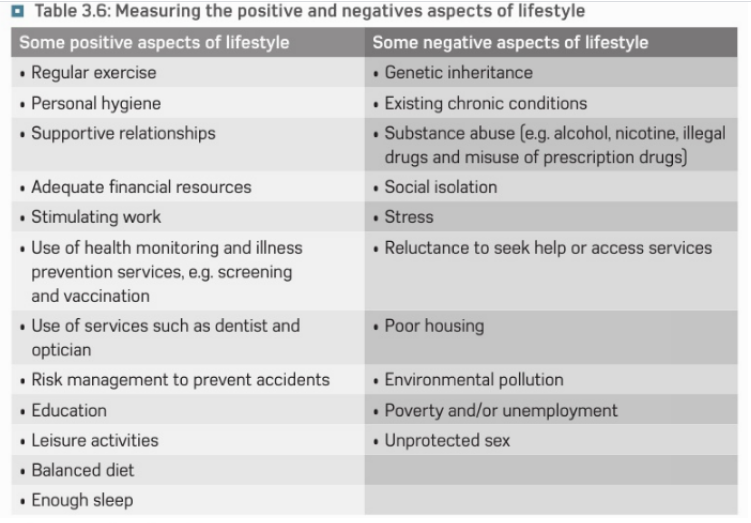 Table 3.6: Measuring the positive and negatives aspects of lifestyle
Some positive aspects of lifestyle
Some negative aspects of lifestyle
• Regular exercise
• Genetic inheritance
• Personal hygiene
• Existing chronic conditions
• Supportive relationships
• Substance abuse (e.g. alcohol, notine, illegal
drugs and misuse of prescription drugs)
• Adequate financial resources
• Social isolation
• Stimulating work
• Stress
• Use of health monitoring and illness
prevention services, e.g. screening
and vaccination
• Reluctance to seek help or access services
• Use of services such as dentist and
optician
• Poor housing
• Risk management to prevent accidents
• Environmental pollution
• Education
• Poverty and/or unemployment
• Leisure activities
• Unprotected sex
• Balanced diet
• Enough sleep